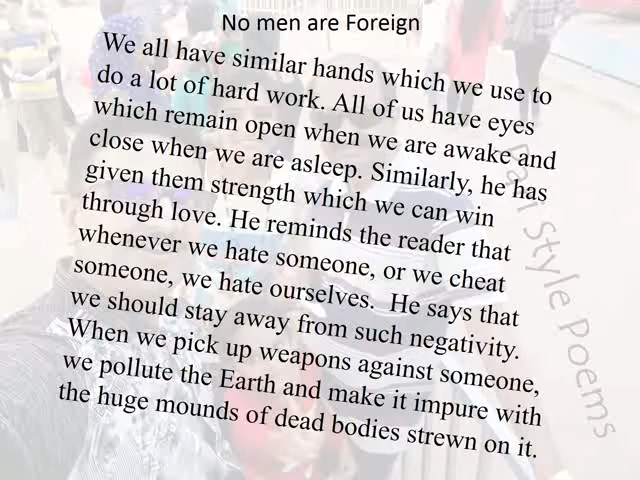 No men are Foreign
We all have similar hands which we use to
do a lot of hard work. All of us have eyes
which remain open when we are awake and
close when we are asleep. Similarly, he has
given them strength which we can win
through love. He reminds the reader that
whenever we hate someone, or we cheat
someone, we hate ourselves. He says that
we should stay away from such negativity.
When we pick up weapons against someone,
we pollute the Earth and make it impure with
the huge mounds of dead bodies strewn on it.
Style Poems